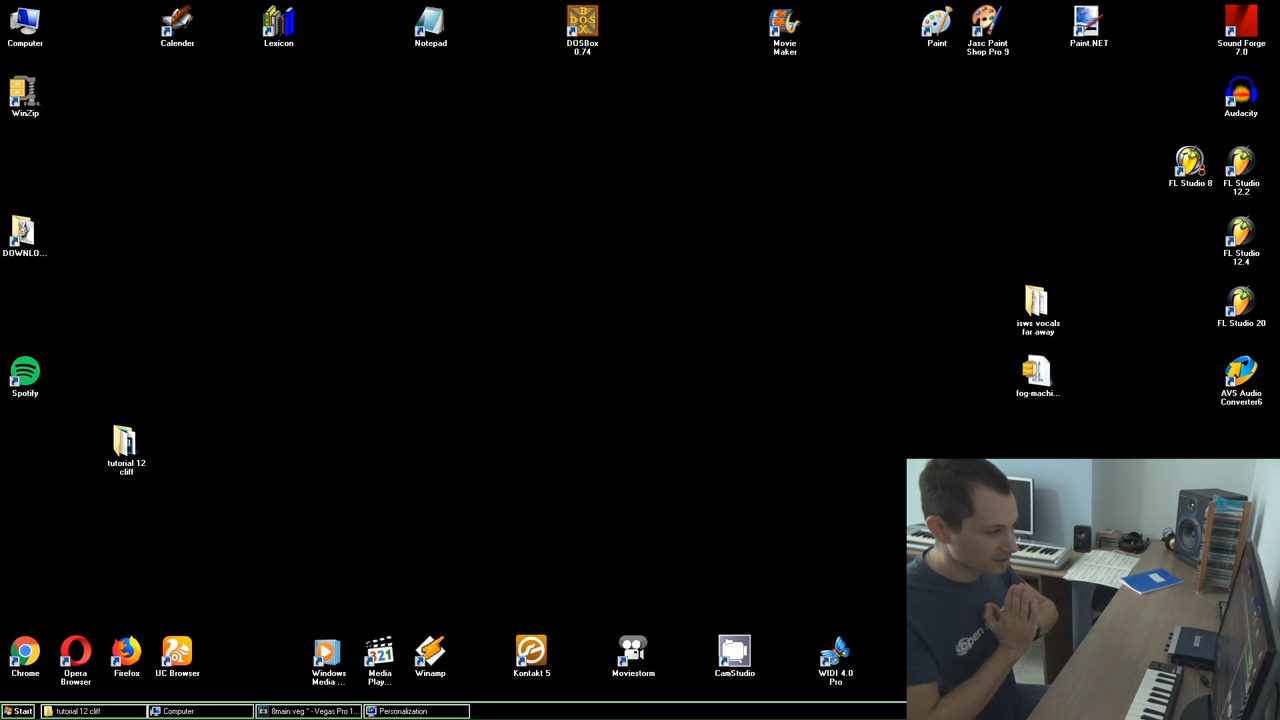 Computer
Calender
Lexicon
Notepad
DOSBox
0.74
Movie
Maker
Paint
Jasc Paint
Shop Pro 9
Paint.NET
Sound Forge
7.0
WinZip
Audacity
FL Studio 8
FL Studio
12.2
DOWNLO...
FL Studio
12.4
isws vocals
far away
FL Studio 20
Spotify
fog-machi...
AVS Audio
Converter6
tutorial 12
cliff
Chrome
Opera
Browser
Firefox
UC Browser
Windows
Media ...
Media
Play...
Winamp
Kontakt 5
Moviestorm
CamStudio
WIDI 4.0
Pro
Start
tutorial 12 cliff
Computer
8main.veg * - Vegas Pro 1...
Personalization